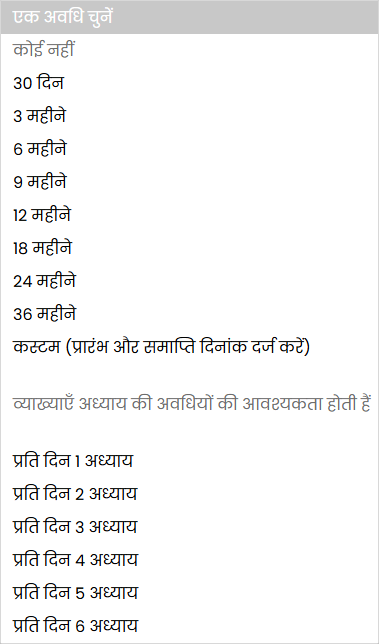 एक अवधि चुनें
कोई नहीं
30 दिन
3 महीने
6 महीने
9 महीने
12 महीने
18 महीने
24 महीने
36 महीने
कस्टम (प्रारंभ और समाप्ति दिनांक दर्ज करें)
व्याख्याएँ अध्याय की अवधियों की आवश्यकता होती हैं
प्रति दिन 1 अध्याय
प्रति दिन 2 अध्याय
प्रति दिन 3 अध्याय
प्रति दिन 4 अध्याय
प्रति दिन 5 अध्याय
प्रति दिन 6 अध्याय